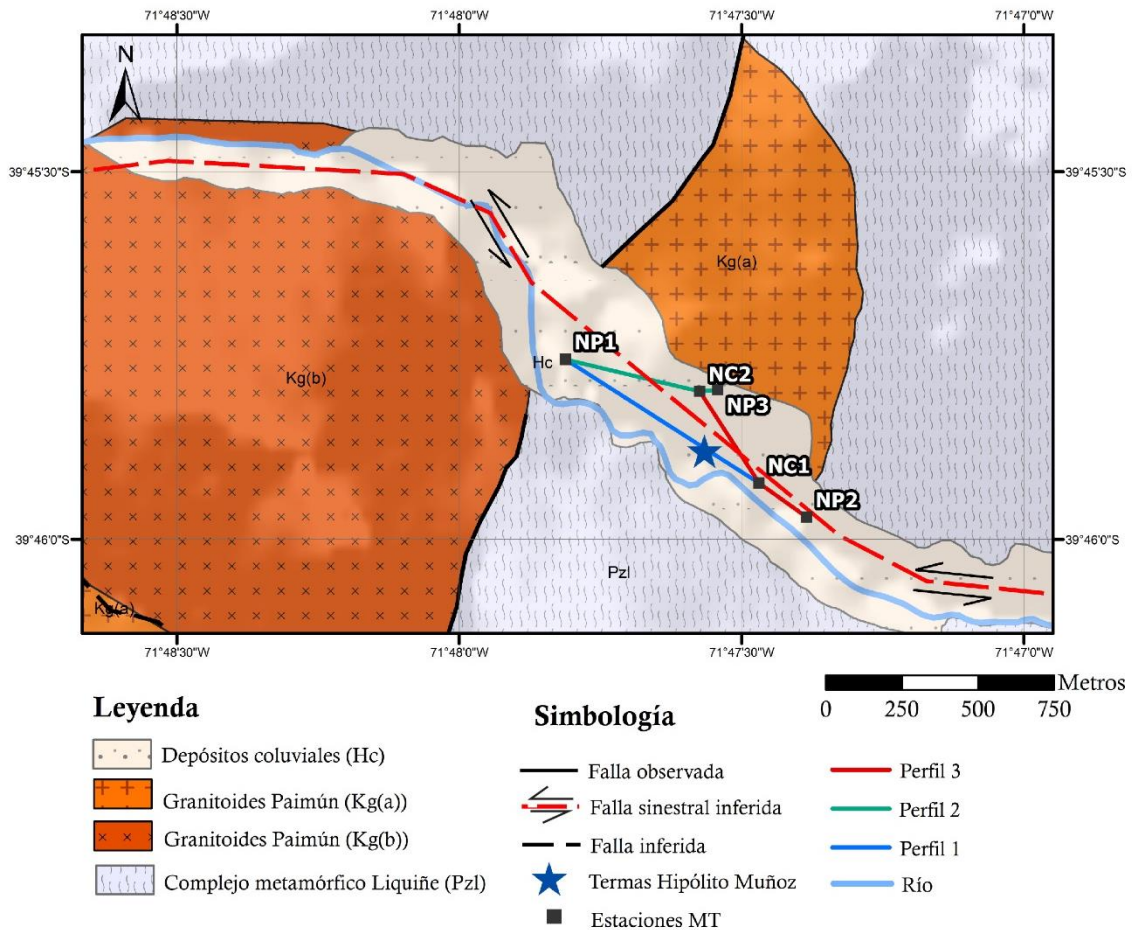 71°48'30"W 71°48'0"W 71°47'30"W 71°47'0"W
N
39°45'30"S 39°45'30"S
Kg(a)
NP1
Hc
NC2
Kg(b)
NP3
NC1
NP2
39°46'0"S 39°46'0"S
Pzl
Kg(a)
71°48'30"W 71°48'0"W 71°47'30"W 71°47'0"W
Metros
0 250 500 750
Leyenda
Depósitos coluviales (Hc)
Granitoides Paimún (Kg(a))
Granitoides Paimún (Kg(b))
Complejo metamórfico Liquiñe (Pzl)
Simbología
Falla observada
Falla sinestral inferida
Falla inferida
Termas Hipólito Muñoz
Estaciones MT
Perfil 3
Perfil 2
Perfil 1
Río